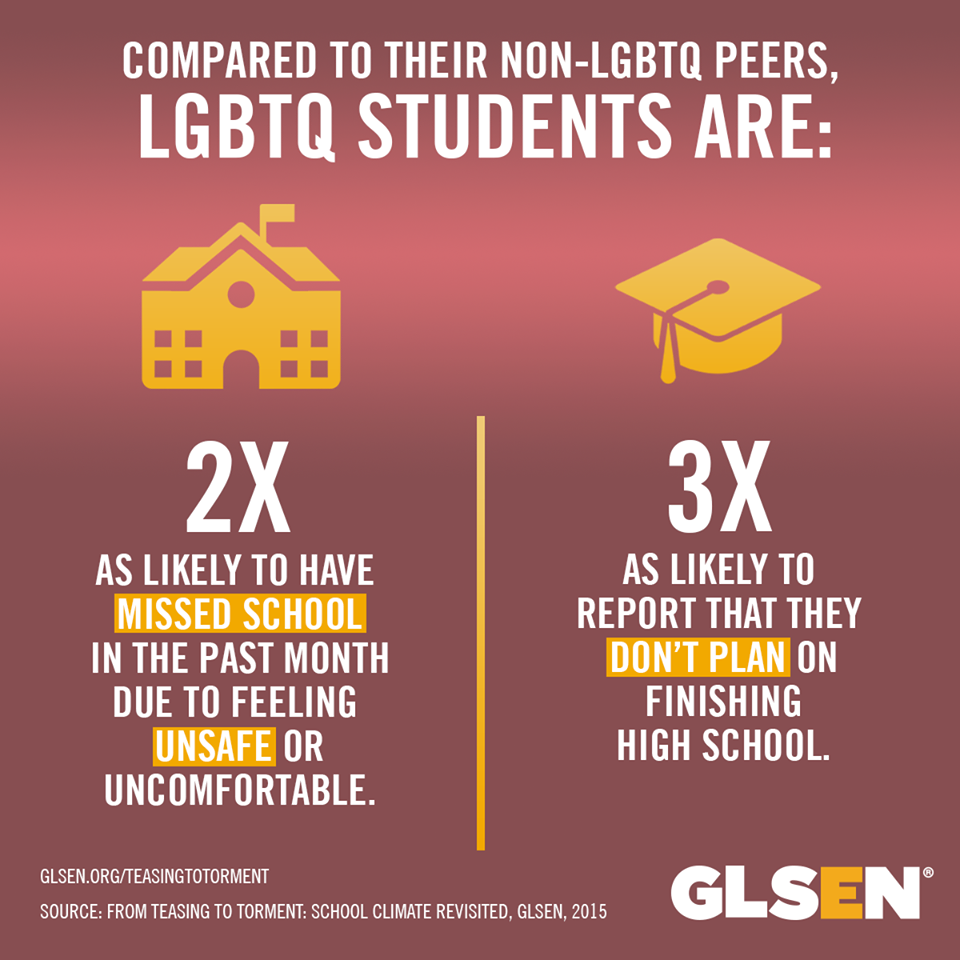 COMPARED TO THEIR NON-LGBTQ PEERS,
LGBTQ STUDENTS ARE:
2X
AS LIKELY TO HAVE
MISSED SCHOOL
IN THE PAST MONTH
DUE TO FEELING
UNSAFE OR
UNCOMFORTABLE.
3X
AS LIKELY TO
REPORT THAT THEY
DON'T PLAN ON
FINISHING
HIGH SCHOOL.
GLSEN.ORG/TEASINGTOTORMENT
SOURCE: FROM TEASING TO TORMENT: SCHOOL CLIMATE REVISITED, GLSEN, 2015
GLSEN®